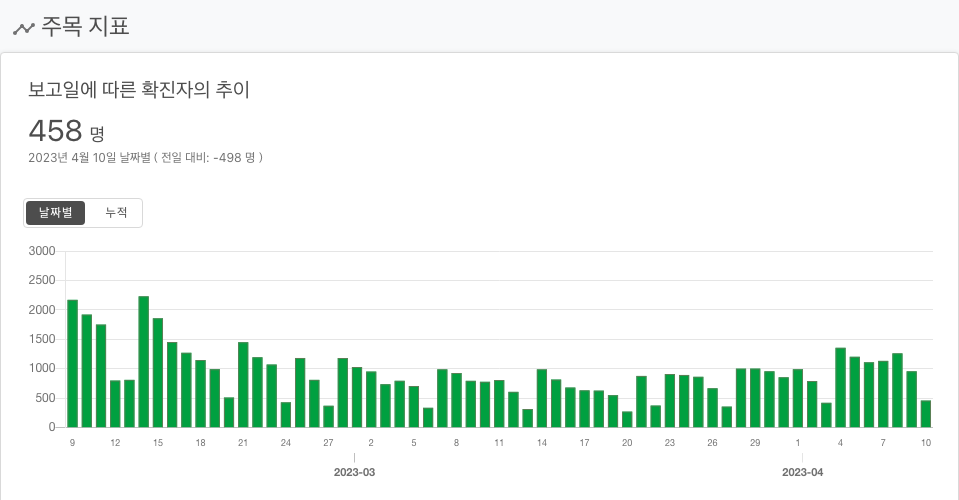 주목 지표
보고일에 따른 확진자의 추이
458 명
2023년 4월 10일 날짜별 ( 전일 대비: -498 명 )
날짜별 누적
3000
2500
2000
1500
1000
500
0
9 12 15 18 21 24 27 2 5 8 11 14 17 20 23 26 29 1 4 7 10
2023-03 2023-04